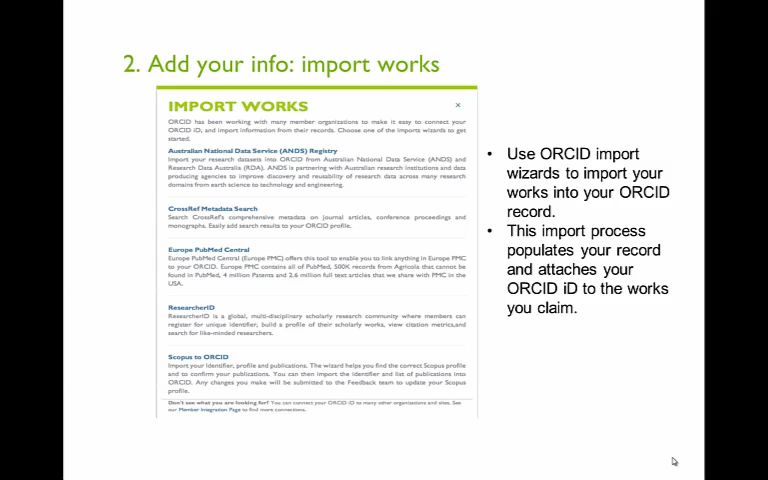 2. Add your info: import works
IMPORT WORKS
×
ORCID has been working with many member organizations to make it easy to connect your
ORCID iD, and import information from their records. Choose one of the imports wizards to get
started.
Australian National Data Service (ANDS) Registry
Import your research datasets into ORCID from Australian National Data Service (ANDS) and
Research Data Australia (RDA). ANDS is partnering with Australian research institutions and data
producing agencies to improve discovery and reusability of research data across many research
domains from earth science to technology and engineering.
CrossRef Metadata Search
Search CrossRef's comprehensive metadata on journal articles, conference proceedings and
monographs. Easily add search results to your ORCID profile.
Europe PubMed Central
Europe PubMed Central (Europe PMC) offers this tool to enable you to link anything in Europe PMC
to your ORCID. Europe PMC contains all of PubMed, 500K records from Agricola that cannot be
found in PubMed, 4 million Patents and 2.6 million full text articles that we share with PMC in the
USA.
ResearcherID
ResearcherID is a global, multi-disciplinary scholarly research community where members can
register for unique identifier, build a profile of their scholarly works, view citation metrics,and
search for like-minded researchers.
Scopus to ORCID
Import your Identifier, profile and publications. The wizard helps you find the correct Scopus profile
and to confirm your publications. You can then import the identifier and list of publications into
ORCID. Any changes you make will be submitted to the Feedback team to update your Scopus
profile.
Don't see what you are looking for? You can connect your ORCID iD to many other organizations and sites. See
our Member Integration Page to find more connections.
• Use ORCID import
wizards to import your
works into your ORCID
record.
• This import process
populates your record
and attaches your
ORCID iD to the works
you claim.